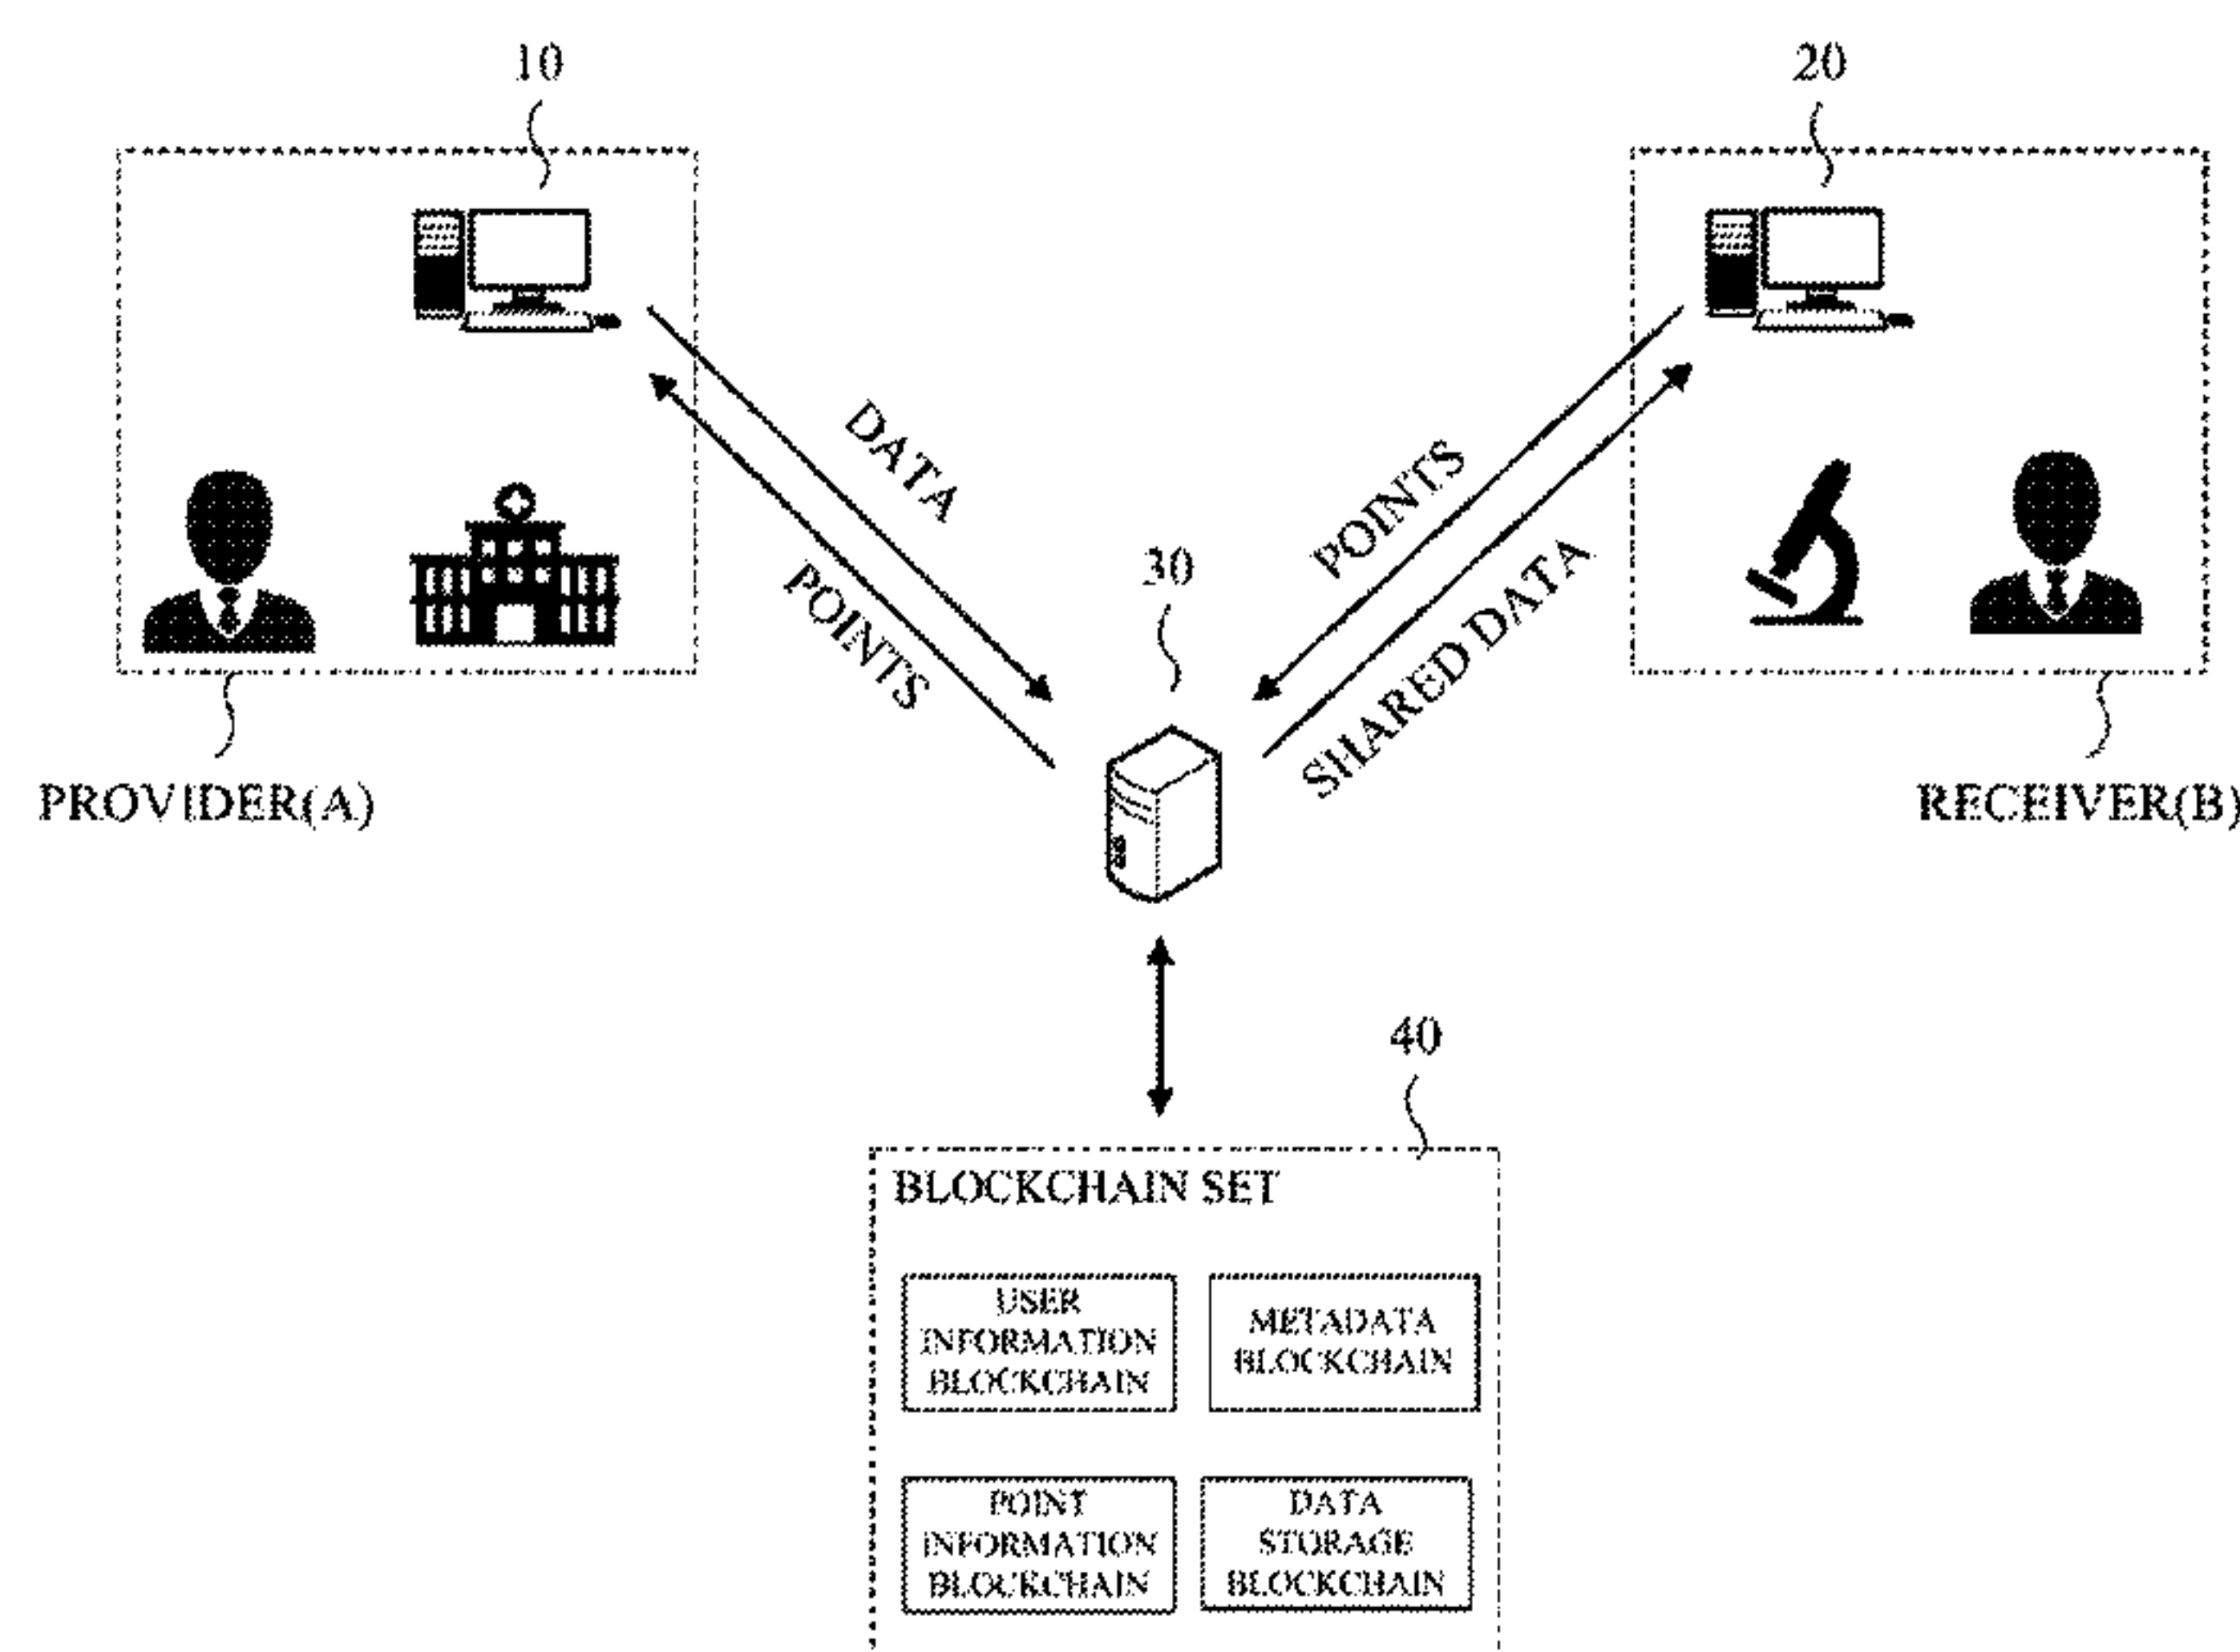 10
20
DATA
POINTS
30
POINTS
SHARED DATA
PROVIDER(A)
RECEIVER(B)
40
BLOCKCHAIN SET
USER
INFORMATION
BLOCKCHAIN
METADATA
BLOCKCHAIN
POINT
INFORMATION
BLOCKCHAIN
DATA
STORAGE
BLOCKCHAIN